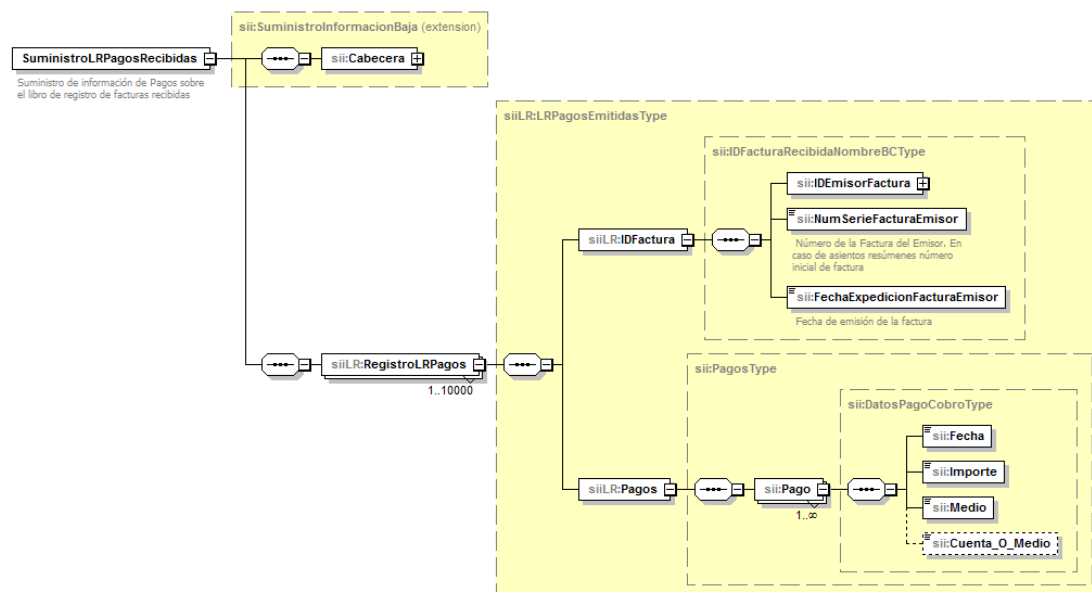 sii:SuministroInformacionBaja (extension)
SuministroLRPagosRecibidas
sii:Cabecera
Suministro de información de Pagos sobre
el libro de registro de facturas recibidas
siiLR:LRPagosEmitidasType
sii:IDFacturaRecibidaNombreBCType
sii:IDEmisorFactura
sii:NumSerieFacturaEmisor
siiLR:IDFactura
Número de la Factura del Emisor. En
caso de asientos resúmenes número
inicial de factura
sii:FechaExpedicionFacturaEmisor
Fecha de emisión de la factura
siiLR:RegistroLRPagos
1..10000
sii:PagosType
sii:DatosPagoCobroType
sii:Fecha
sii:Importe
siiLR:Pagos
sii:Pago
1..∞
sii:Medio
sii:Cuenta_O_Medio